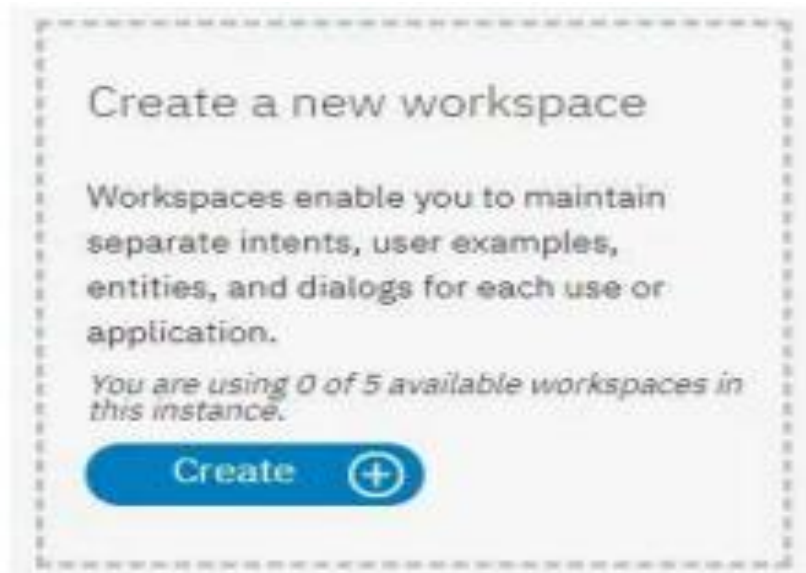 Create a new workspace
Workspaces enable you to maintain
separate intents, user examples,
entities, and dialogs for each use or
application.
You are using 0 of 5 available workspaces in
this instance.
Create